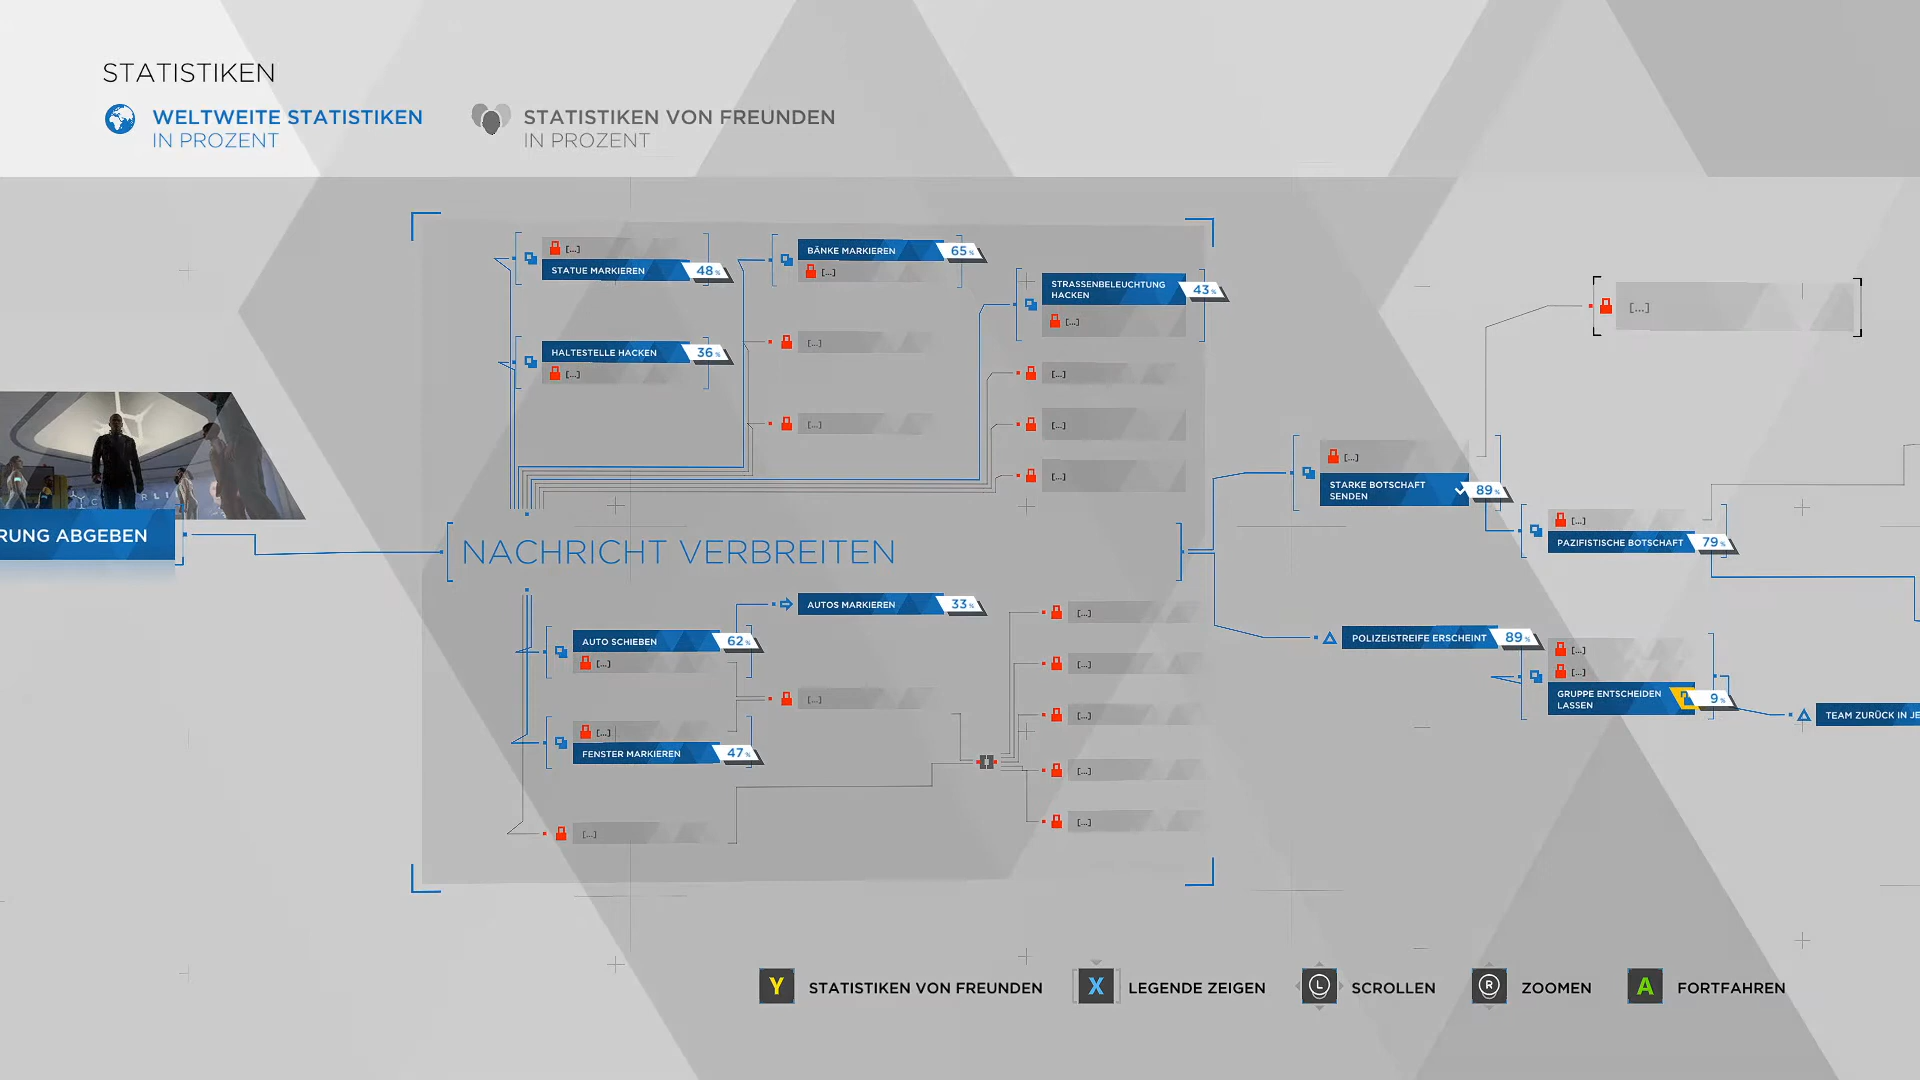 STATISTIKEN
WELTWEITE STATISTIKEN
IN PROZENT
STATISTIKEN VON FREUNDEN
IN PROZENT
[...]
STATUE MARKIEREN 48%
HALTESTELLE HACKEN 36%
[...]
BÄNKE MARKIEREN 65%
[...]
[...]
[...]
STRASSENBELEUCHTUNG
HACKEN 43%
[...]
[...]
[...]
[...]
RUNG ABGEBEN
NACHRICHT VERBREITEN
AUTO SCHIEBEN 62%
[...]
[...]
FENSTER MARKIEREN 47%
[...]
AUTOS MARKIEREN 33%
[...]
[...]
[...]
[...]
[...]
[...]
[...]
[...]
STARKE BOTSCHAFT
SENDEN 89%
[...]
PAZIFISTISCHE BOTSCHAFT 79%
POLIZEISTREIFE ERSCHEINT 89%
[...]
[...]
GRUPPE ENTSCHEIDEN
LASSEN 9%
TEAM ZURÜCK IN JE
Y STATISTIKEN VON FREUNDEN
X LEGENDE ZEIGEN
L SCROLLEN
R ZOOMEN
A FORTFAHREN